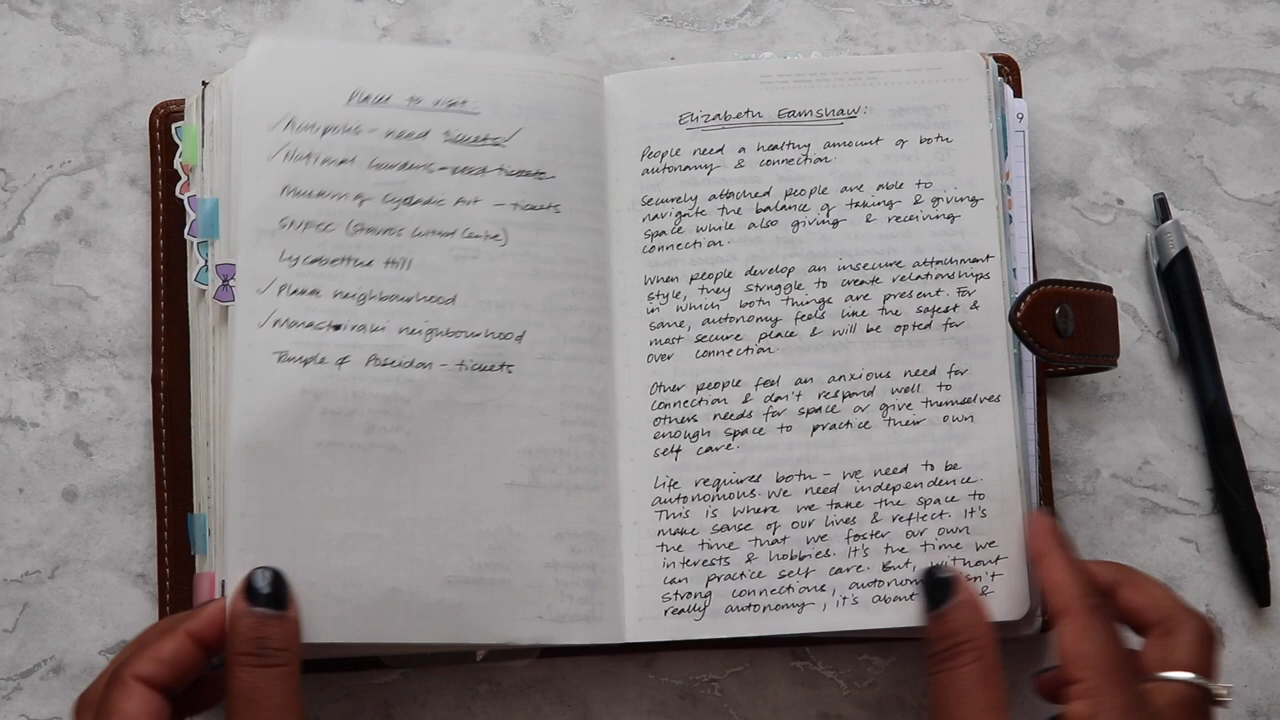 Places to visit:
✓ Acropolis - need tickets!
✓ National Gardens - need tickets
Museum of Cycladic Art - tickets
SNFCC (Stavros Cultural Centre)
Lycabettus Hill
✓ Plaka neighbourhood
✓ Monastiraki neighbourhood
Temple of Poseidon - tickets
Elizabeth Earnshaw:
People need a healthy amount of both
autonomy & connection.
Securely attached people are able to
navigate the balance of taking & giving
space while also giving & receiving
connection.
When people develop an insecure attachment
style, they struggle to create relationships
in which both things are present. For
some, autonomy feels like the safest &
most secure place & will be opted for
over connection.
Other people feel an anxious need for
connection & don't respond well to
others needs for space or give themselves
enough space to practice their own
self care.
Life requires both - we need to be
autonomous. We need independence.
This is where we take the space to
make sense of our lives & reflect. It's
the time that we foster our own
interests & hobbies. It's the time we
can practice self care. But, without
strong connections, autonomy isn't
really autonomy, it's about &
9